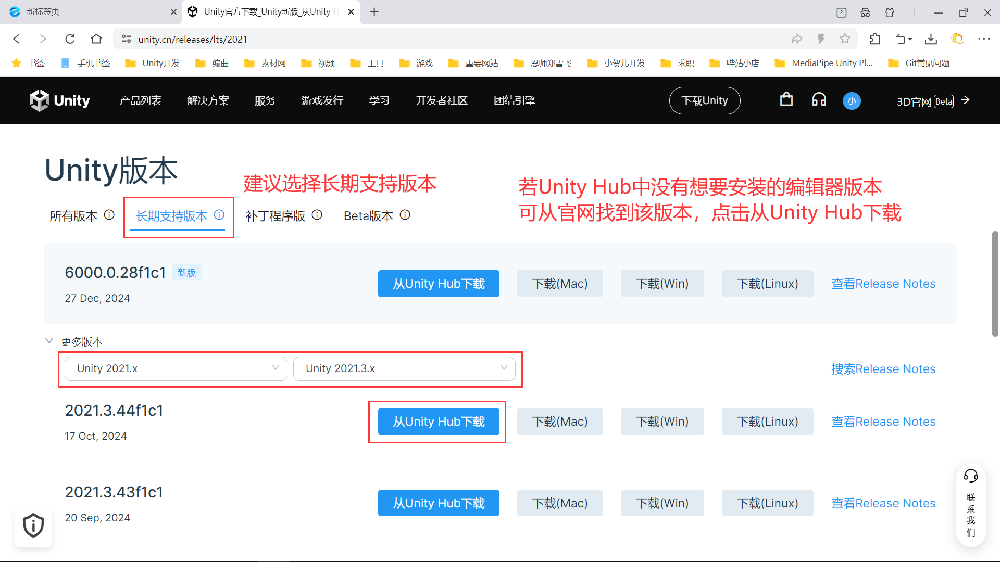 新标签页
Unity官方下载_Unity新版_从Unity H
2
unity.cn/releases/lts/2021
书签
手机书签
Unity开发
编曲
素材网
视频
工具
游戏
重要网站
恩师郑雪飞
小贺儿开发
求职
哔站小店
MediaPipe Unity Pl...
Git常见问题
Unity
产品列表
解决方案
服务
游戏发行
学习
开发者社区
团结引擎
下载Unity
小
3D官网 Beta
Unity版本
建议选择长期支持版本
若Unity Hub中没有想要安装的编辑器版本
可从官网找到该版本，点击从Unity Hub下载
所有版本
长期支持版本
补丁程序版
Beta版本
6000.0.28f1c1 新版
27 Dec, 2024
从Unity Hub下载
下载(Mac)
下载(Win)
下载(Linux)
查看Release Notes
更多版本
Unity 2021.x
Unity 2021.3.x
搜索Release Notes
2021.3.44f1c1
17 Oct, 2024
从Unity Hub下载
下载(Mac)
下载(Win)
下载(Linux)
查看Release Notes
2021.3.43f1c1
20 Sep, 2024
从Unity Hub下载
下载(Mac)
下载(Win)
下载(Linux)
查看Release Notes
联系我们